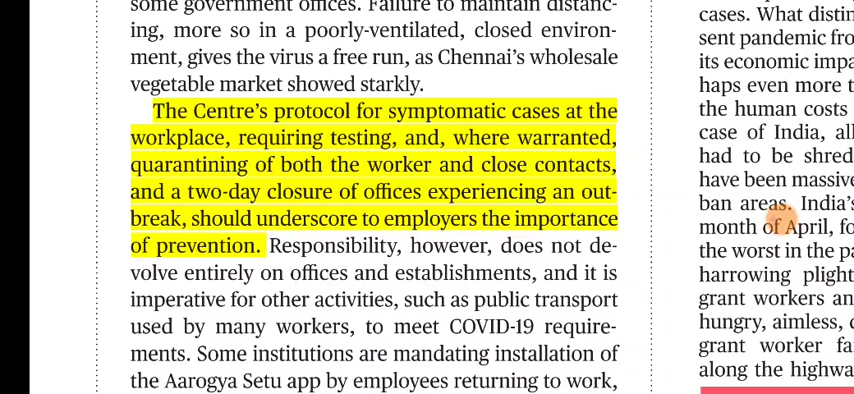 some government offices. Failure to maintain distanc-
ing, more so in a poorly-ventilated, closed environ-
ment, gives the virus a free run, as Chennai's wholesale
vegetable market showed starkly.
The Centre's protocol for symptomatic cases at the
workplace, requiring testing, and, where warranted,
quarantining of both the worker and close contacts,
and a two-day closure of offices experiencing an out-
break, should underscore to employers the importance
of prevention. Responsibility, however, does not de-
volve entirely on offices and establishments, and it is
imperative for other activities, such as public transport
used by many workers, to meet COVID-19 require-
ments. Some institutions are mandating installation of
the Aarogya Setu app by employees returning to work,
cases. What distin
sent pandemic fro
its economic impa
haps even more t
the human costs
case of India, all
had to be shred
have been massive
ban areas. India's
month of April, fo
the worst in the pa
harrowing plight
grant workers an
hungry, aimless,
grant worker fa
along the highwa